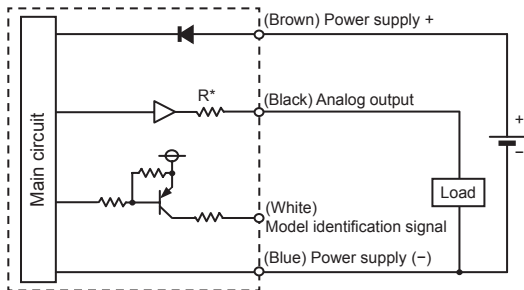 (Brown) Power supply +
R*
(Black) Analog output
+
−
Main circuit
Load
(White)
Model identification signal
(Blue) Power supply (−)